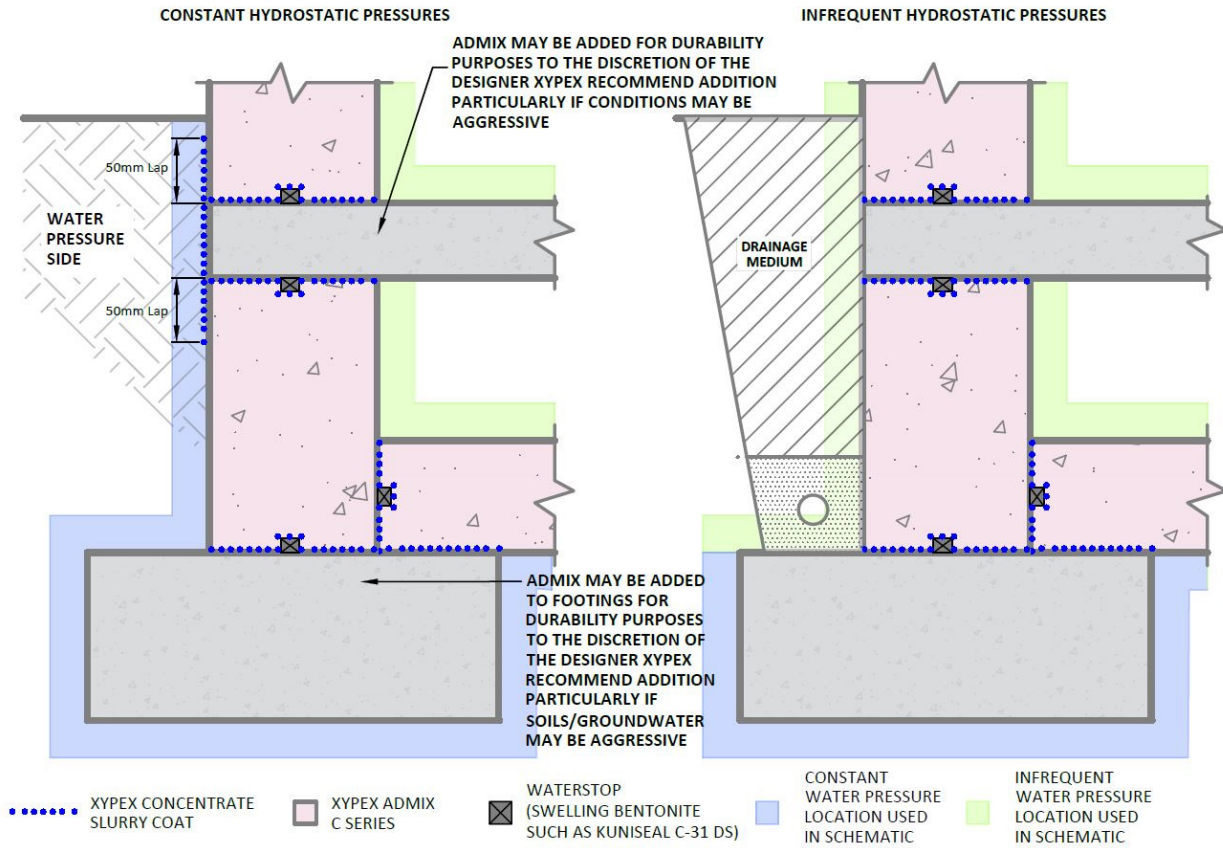 CONSTANT HYDROSTATIC PRESSURES
INFREQUENT HYDROSTATIC PRESSURES
ADMIX MAY BE ADDED FOR DURABILITY
PURPOSES TO THE DISCRETION OF THE
DESIGNER XYPEX RECOMMEND ADDITION
PARTICULARLY IF CONDITIONS MAY BE
AGGRESSIVE
50mm Lap
WATER
PRESSURE
SIDE
50mm Lap
DRAINAGE
MEDIUM
ADMIX MAY BE ADDED
TO FOOTINGS FOR
DURABILITY PURPOSES
TO THE DISCRETION OF
THE DESIGNER XYPEX
RECOMMEND ADDITION
PARTICULARLY IF
SOILS/GROUNDWATER
MAY BE AGGRESSIVE
XYPEX CONCENTRATE
SLURRY COAT
XYPEX ADMIX
C SERIES
WATERSTOP
(SWELLING BENTONITE
SUCH AS KUNISEAL C-31 DS)
CONSTANT
WATER PRESSURE
LOCATION USED
IN SCHEMATIC
INFREQUENT
WATER PRESSURE
LOCATION USED
IN SCHEMATIC